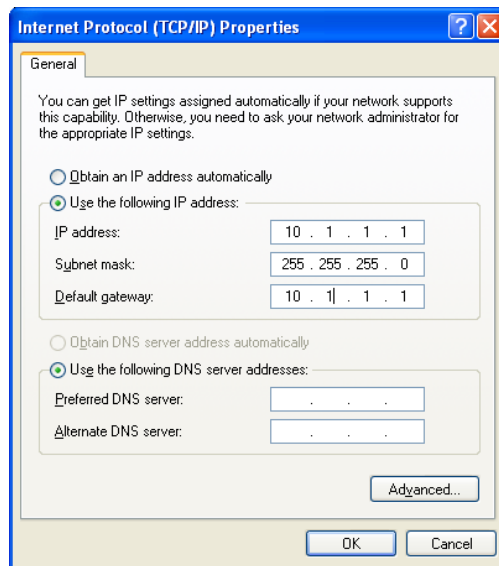 Internet Protocol (TCP/IP) Properties
General
You can get IP settings assigned automatically if your network supports
this capability. Otherwise, you need to ask your network administrator for
the appropriate IP settings.
Obtain an IP address automatically
Use the following IP address:
IP address: 10 . 1 . 1 . 1
Subnet mask: 255 . 255 . 255 . 0
Default gateway: 10 . 1 . 1 . 1
Obtain DNS server address automatically
Use the following DNS server addresses:
Preferred DNS server: . . .
Alternate DNS server: . . .
Advanced...
OK Cancel